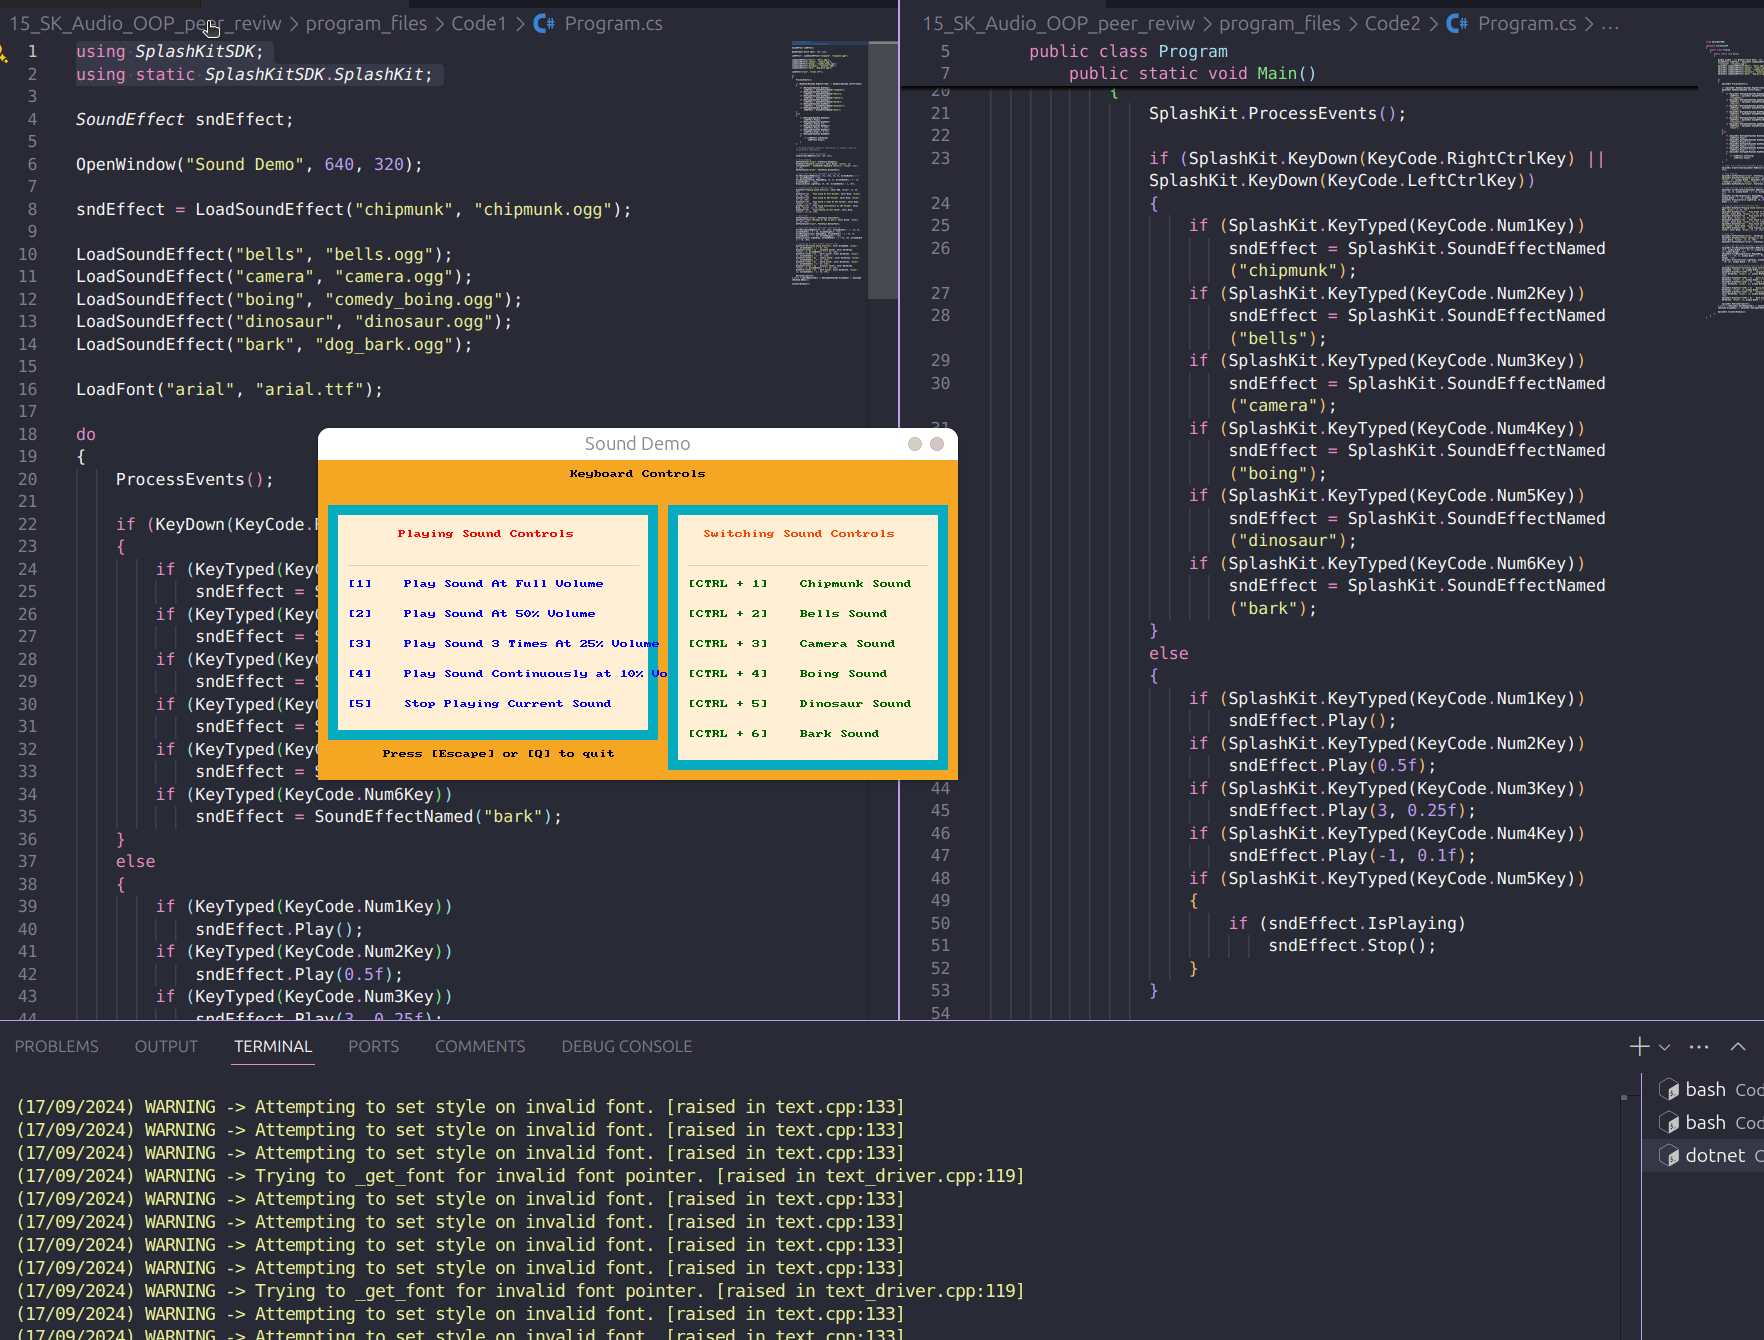 15_SK_Audio_OOP_peer_reviw > program_files > Code1 > C# Program.cs
1 using SplashKitSDK;
2 using static SplashKitSDK.SplashKit;
3
4 SoundEffect sndEffect;
5
6 OpenWindow("Sound Demo", 640, 320);
7
8 sndEffect = LoadSoundEffect("chipmunk", "chipmunk.ogg");
9
10 LoadSoundEffect("bells", "bells.ogg");
11 LoadSoundEffect("camera", "camera.ogg");
12 LoadSoundEffect("boing", "comedy_boing.ogg");
13 LoadSoundEffect("dinosaur", "dinosaur.ogg");
14 LoadSoundEffect("bark", "dog_bark.ogg");
15
16 LoadFont("arial", "arial.ttf");
17
18 do
19 {
20 ProcessEvents();
21
22 if (KeyDown(KeyCode.
23 {
24 if (KeyTyped(Key
25 sndEffect =
26 if (KeyTyped(Key
27 sndEffect =
28 if (KeyTyped(Key
29 sndEffect =
30 if (KeyTyped(Key
31 sndEffect =
32 if (KeyTyped(Key
33 sndEffect =
34 if (KeyTyped(KeyCode.Num6Key))
35 sndEffect = SoundEffectNamed("bark");
36 }
37 else
38 {
39 if (KeyTyped(KeyCode.Num1Key))
40 sndEffect.Play();
41 if (KeyTyped(KeyCode.Num2Key))
42 sndEffect.Play(0.5f);
43 if (KeyTyped(KeyCode.Num3Key))
44 sndEffect.Play(3, 0.25f);
15_SK_Audio_OOP_peer_reviw > program_files > Code2 > C# Program.cs > ...
5 public class Program
7 public static void Main()
20 {
21 SplashKit.ProcessEvents();
22
23 if (SplashKit.KeyDown(KeyCode.RightCtrlKey) ||
SplashKit.KeyDown(KeyCode.LeftCtrlKey))
24 {
25 if (SplashKit.KeyTyped(KeyCode.Num1Key))
26 sndEffect = SplashKit.SoundEffectNamed
("chipmunk");
27 if (SplashKit.KeyTyped(KeyCode.Num2Key))
28 sndEffect = SplashKit.SoundEffectNamed
("bells");
29 if (SplashKit.KeyTyped(KeyCode.Num3Key))
30 sndEffect = SplashKit.SoundEffectNamed
("camera");
31 if (SplashKit.KeyTyped(KeyCode.Num4Key))
sndEffect = SplashKit.SoundEffectNamed
("boing");
if (SplashKit.KeyTyped(KeyCode.Num5Key))
sndEffect = SplashKit.SoundEffectNamed
("dinosaur");
if (SplashKit.KeyTyped(KeyCode.Num6Key))
sndEffect = SplashKit.SoundEffectNamed
("bark");
}
else
{
if (SplashKit.KeyTyped(KeyCode.Num1Key))
sndEffect.Play();
if (SplashKit.KeyTyped(KeyCode.Num2Key))
sndEffect.Play(0.5f);
44 if (SplashKit.KeyTyped(KeyCode.Num3Key))
45 sndEffect.Play(3, 0.25f);
46 if (SplashKit.KeyTyped(KeyCode.Num4Key))
47 sndEffect.Play(-1, 0.1f);
48 if (SplashKit.KeyTyped(KeyCode.Num5Key))
49 {
50 if (sndEffect.IsPlaying)
51 sndEffect.Stop();
52 }
53 }
54
Sound Demo
Keyboard Controls
Playing Sound Controls
[1] Play Sound At Full Volume
[2] Play Sound At 50% Volume
[3] Play Sound 3 Times At 25% Volume
[4] Play Sound Continuously at 10% Vo
[5] Stop Playing Current Sound
Press [Escape] or [Q] to quit
Switching Sound Controls
[CTRL + 1] Chipmunk Sound
[CTRL + 2] Bells Sound
[CTRL + 3] Camera Sound
[CTRL + 4] Boing Sound
[CTRL + 5] Dinosaur Sound
[CTRL + 6] Bark Sound
PROBLEMS OUTPUT TERMINAL PORTS COMMENTS DEBUG CONSOLE
(17/09/2024) WARNING -> Attempting to set style on invalid font. [raised in text.cpp:133]
(17/09/2024) WARNING -> Attempting to set style on invalid font. [raised in text.cpp:133]
(17/09/2024) WARNING -> Attempting to set style on invalid font. [raised in text.cpp:133]
(17/09/2024) WARNING -> Trying to _get_font for invalid font pointer. [raised in text_driver.cpp:119]
(17/09/2024) WARNING -> Attempting to set style on invalid font. [raised in text.cpp:133]
(17/09/2024) WARNING -> Attempting to set style on invalid font. [raised in text.cpp:133]
(17/09/2024) WARNING -> Attempting to set style on invalid font. [raised in text.cpp:133]
(17/09/2024) WARNING -> Attempting to set style on invalid font. [raised in text.cpp:133]
(17/09/2024) WARNING -> Trying to _get_font for invalid font pointer. [raised in text_driver.cpp:119]
(17/09/2024) WARNING -> Attempting to set style on invalid font. [raised in text.cpp:133]
(17/09/2024) WARNING -> Attempting to set style on invalid font. [raised in text.cpp:133]
bash Cod
bash Cod
dotnet C